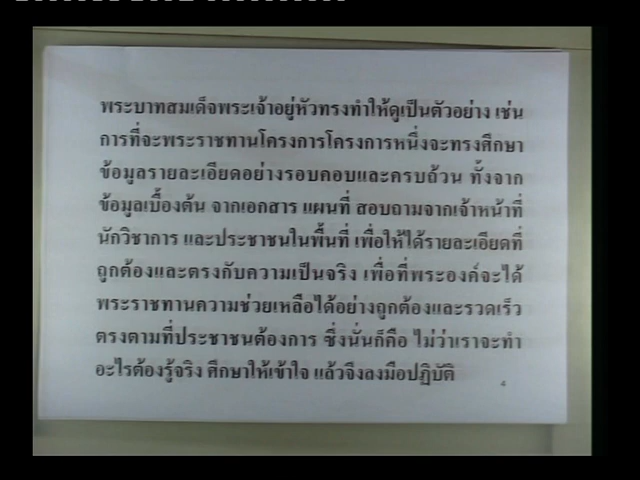 พระบาทสมเด็จพระเจ้าอยู่หัวทรงทำให้ดูเป็นตัวอย่าง เช่น
การที่จะพระราชทานโครงการโครงการหนึ่งจะทรงศึกษา
ข้อมูลรายละเอียดอย่างรอบคอบและครบถ้วน ทั้งจาก
ข้อมูลเบื้องต้น จากเอกสาร แผนที่ สอบถามจากเจ้าหน้าที่
นักวิชาการ และประชาชนในพื้นที่ เพื่อให้ได้รายละเอียดที่
ถูกต้องและตรงกับความเป็นจริง เพื่อที่พระองค์จะได้
พระราชทานความช่วยเหลือได้อย่างถูกต้องและรวดเร็ว
ตรงตามที่ประชาชนต้องการ ซึ่งนั่นก็คือ ไม่ว่าเราจะทำ
อะไรต้องรู้จริง ศึกษาให้เข้าใจ แล้วจึงลงมือปฏิบัติ
4